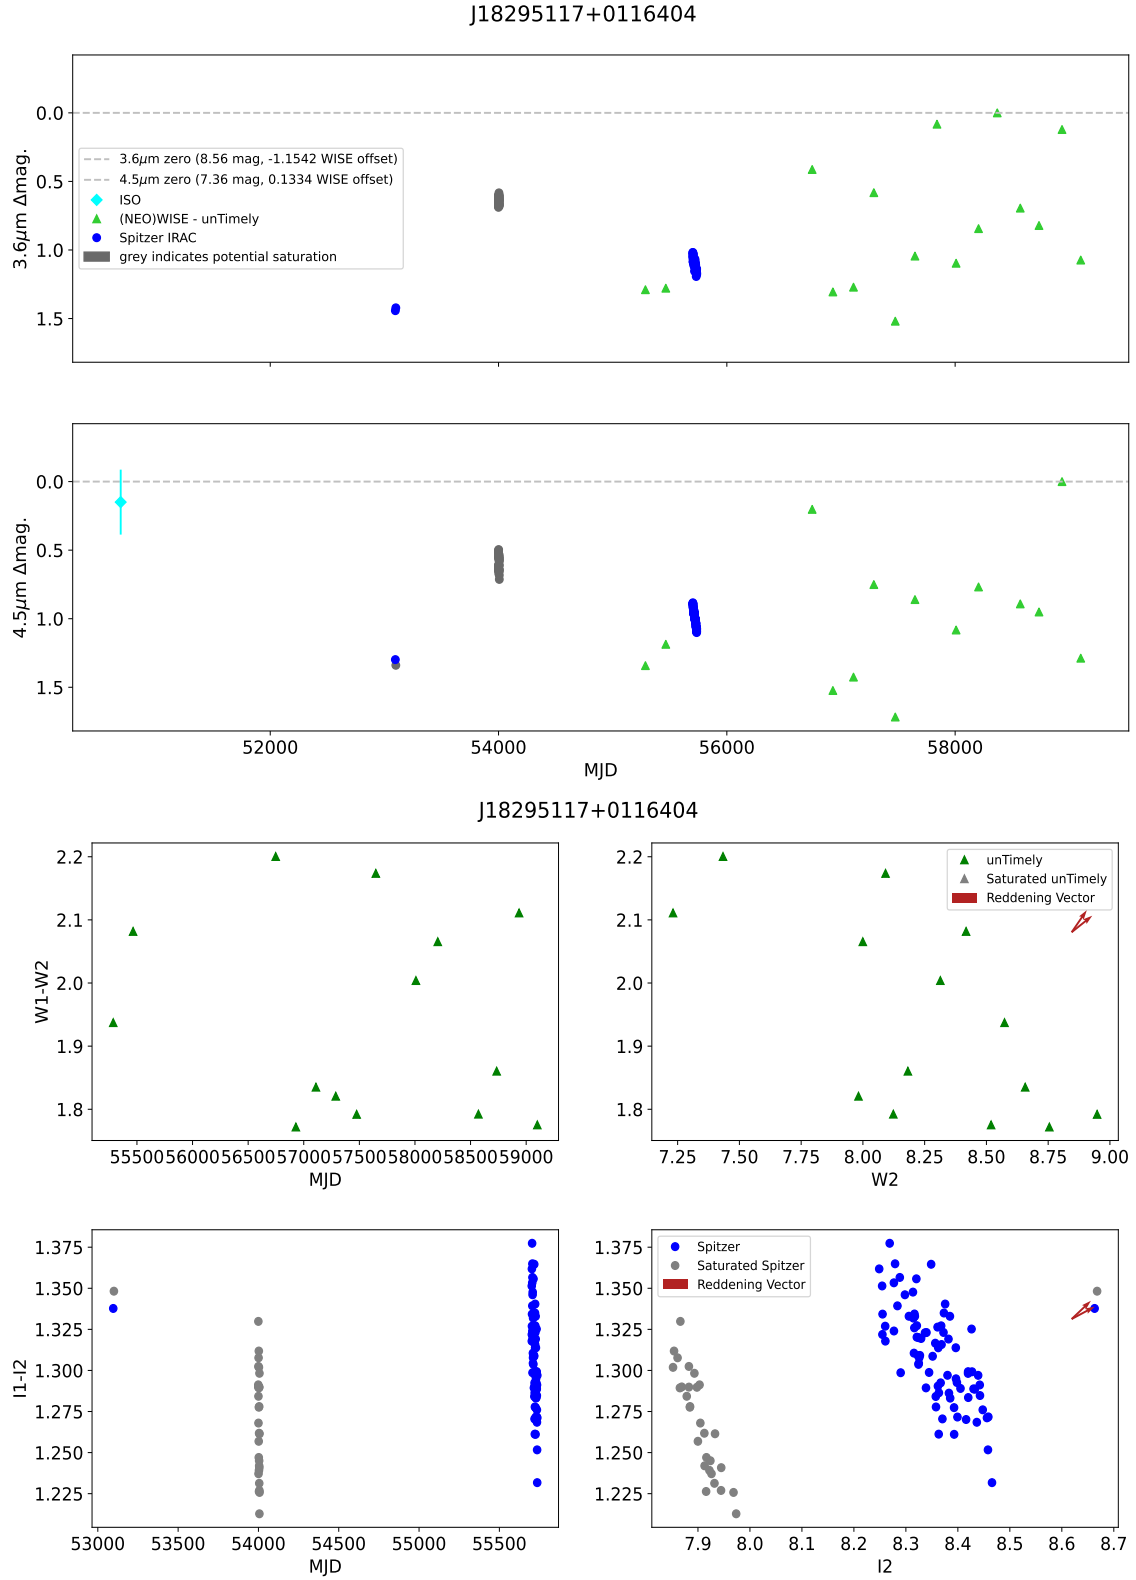 J18295117+0116404
0.0
0.5
1.0
1.5
3.6μm Δmag.
3.6μm zero (8.56 mag, -1.1542 WISE offset)
4.5μm zero (7.36 mag, 0.1334 WISE offset)
ISO
(NEO)WISE - unTimely
Spitzer IRAC
grey indicates potential saturation
0.0
0.5
1.0
1.5
4.5μm Δmag.
52000 54000 56000 58000
MJD
J18295117+0116404
2.2
2.1
2.0
1.9
1.8
W1-W2
55500 56000 56500 57000 57500 58000 58500 59000
MJD
2.2
2.1
2.0
1.9
1.8
unTimely
Saturated unTimely
Reddening Vector
7.25 7.50 7.75 8.00 8.25 8.50 8.75 9.00
W2
1.375
1.350
1.325
1.300
1.275
1.250
1.225
I1-I2
53000 53500 54000 54500 55000 55500
MJD
1.375
1.350
1.325
1.300
1.275
1.250
1.225
Spitzer
Saturated Spitzer
Reddening Vector
7.9 8.0 8.1 8.2 8.3 8.4 8.5 8.6 8.7
I2